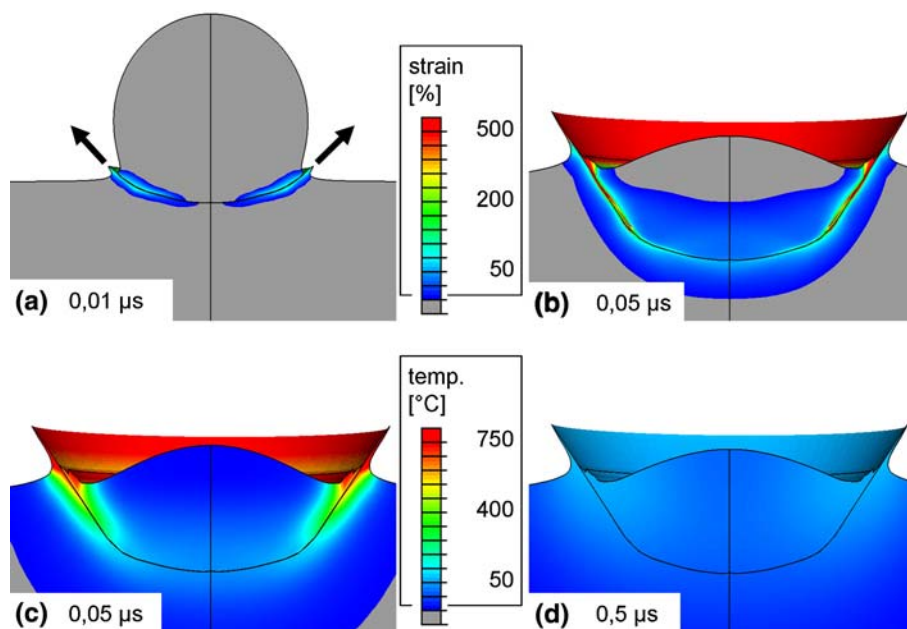 strain
[%]
500
200
50
(a) 0,01 µs
(b) 0,05 µs
temp.
[°C]
750
400
50
(c) 0,05 µs
(d) 0,5 µs